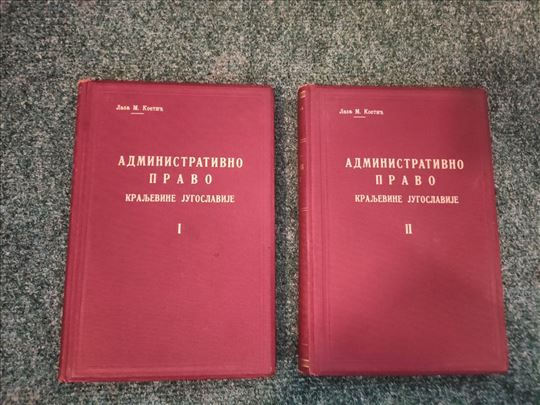 Лаза М. Костић
АДМИНИСТРАТИВНО
ПРАВО
КРАЉЕВИНЕ ЈУГОСЛАВИЈЕ
I
Лаза М. Костић
АДМИНИСТРАТИВНО
ПРАВО
КРАЉЕВИНЕ ЈУГОСЛАВИЈЕ
II